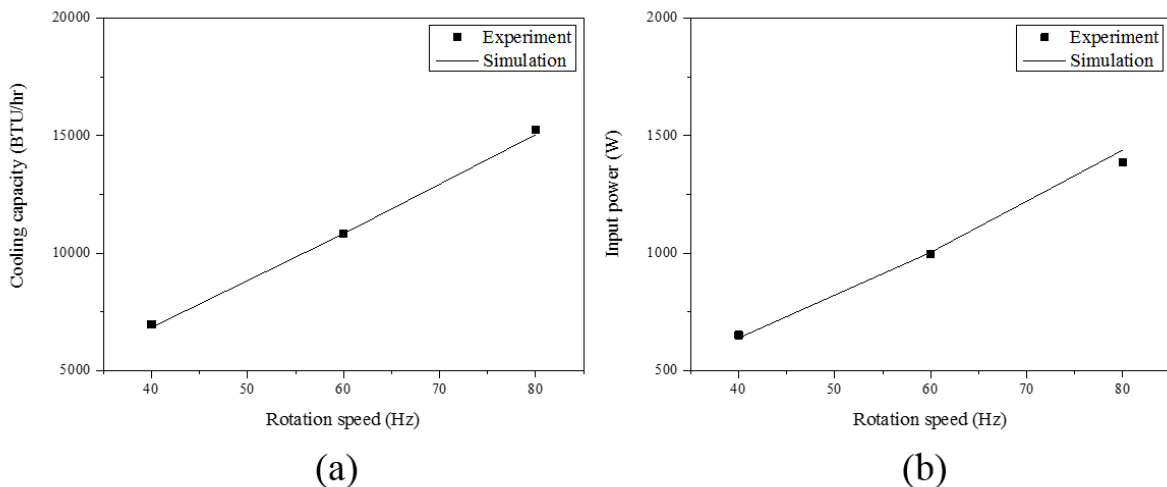 20000
15000
10000
5000
Cooling capacity (BTU/hr)
Experiment
Simulation
40
50
60
70
80
Rotation speed (Hz)
(a)
2000
1500
1000
500
Input power (W)
Experiment
Simulation
40
50
60
70
80
Rotation speed (Hz)
(b)